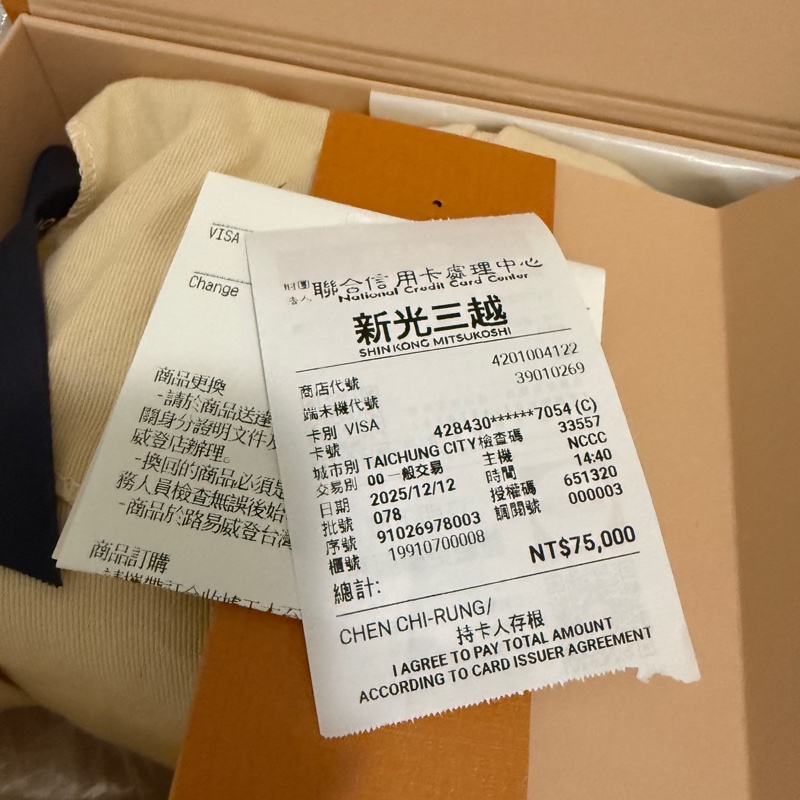 VISA
Change
商品更換
-請於商品送達
關身分證明文件及
威登店辦理。
-換回的商品必須是
務人員檢查無誤後始
-商品於路易威登台灣
商品訂購
財團法人 聯合信用卡處理中心
National Credit Card Center
新光三越
SHIN KONG MITSUKOSHI
商店代號 4201004122
端末機代號 39010269
卡別 VISA
卡號 428430******7054 (C)
城市別 TAICHUNG CITY 檢查碼 33557
交易別 00 一般交易 主機 NCCC
日期 2025/12/12 時間 14:40
批號 078 授權碼 651320
序號 91026978003 調閱號 000003
櫃號 19910700008
總計: NT$75,000
CHEN CHI-RUNG/
持卡人存根
I AGREE TO PAY TOTAL AMOUNT
ACCORDING TO CARD ISSUER AGREEMENT